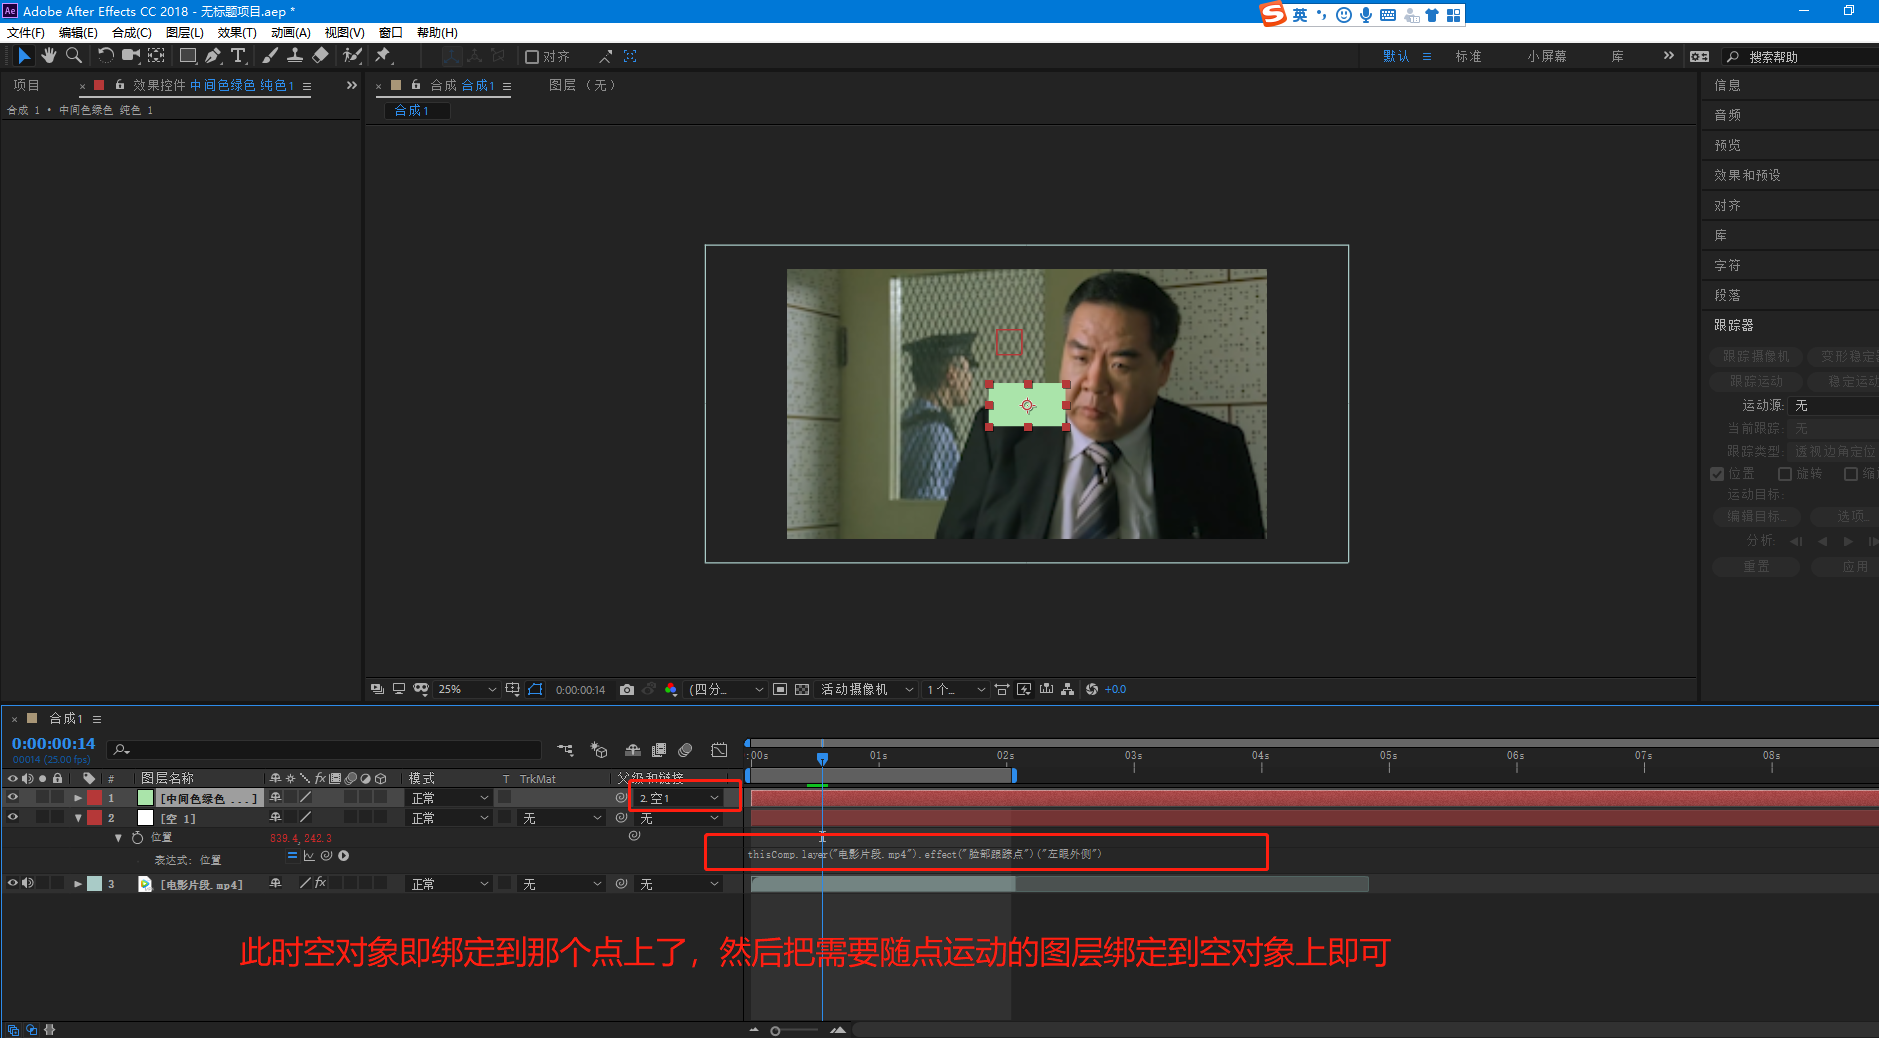 Ae Adobe After Effects CC 2018 - 无标题项目.aep *
S 英
文件(F) 编辑(E) 合成(C) 图层(L) 效果(T) 动画(A) 视图(V) 窗口 帮助(H)
对齐
默认 标准 小屏幕 库 搜索帮助
项目 效果控件 中间色绿色 纯色1
合成 合成1 图层 (无)
合成 1 • 中间色绿色 纯色 1
合成1
信息
音频
预览
效果和预设
对齐
库
字符
段落
跟踪器
跟踪摄像机 变形稳定
跟踪运动 稳定运动
运动源: 无
当前跟踪: 无
跟踪类型: 透视边角定位
位置 旋转 缩
运动目标:
编辑目标... 选项...
分析:
重置 应用
25% 0:00:00:14 (四分... 活动摄像机 1个... +0.0
合成1
0:00:00:14
00014 (25.00 fps)
:00s 01s 02s 03s 04s 05s 06s 07s 08s
# 图层名称 fx 模式 T TrkMat 父级和链接
1 [中间色绿色 ...] 正常 2.空1
2 [空 1] 正常 无 无
位置 839.4, 242.3
表达式: 位置 thisComp.layer("电影片段.mp4").effect("脸部跟踪点")("左眼外侧")
3 [电影片段.mp4] fx 正常 无 无
此时空对象即绑定到那个点上了，然后把需要随点运动的图层绑定到空对象上即可